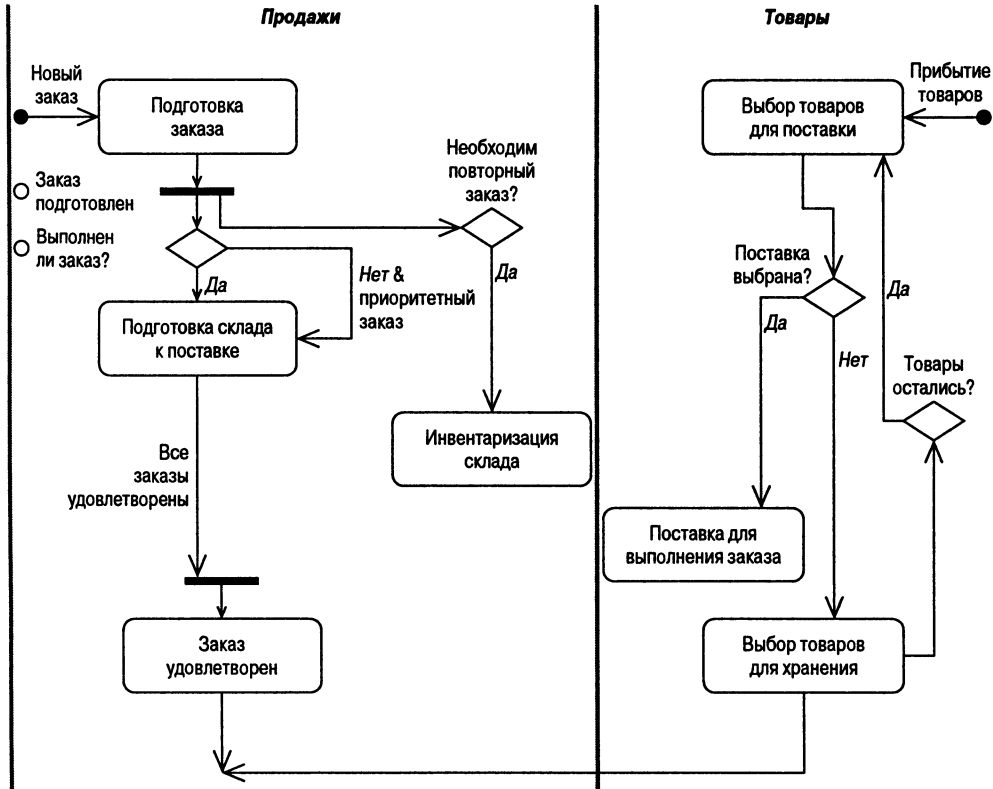 Продажи
Товары
Новый
заказ
Подготовка
заказа
Выбор товаров
для поставки
Прибытие
товаров
Заказ
подготовлен
Необходим
повторный
заказ?
Выполнен
ли заказ?
Да
Нет &
приоритетный
заказ
Да
Подготовка склада
к поставке
Инвентаризация
склада
Все
заказы
удовлетворены
Заказ
удовлетворен
Поставка
выбрана?
Да
Да
Нет
Товары
остались?
Поставка для
выполнения заказа
Выбор товаров
для хранения